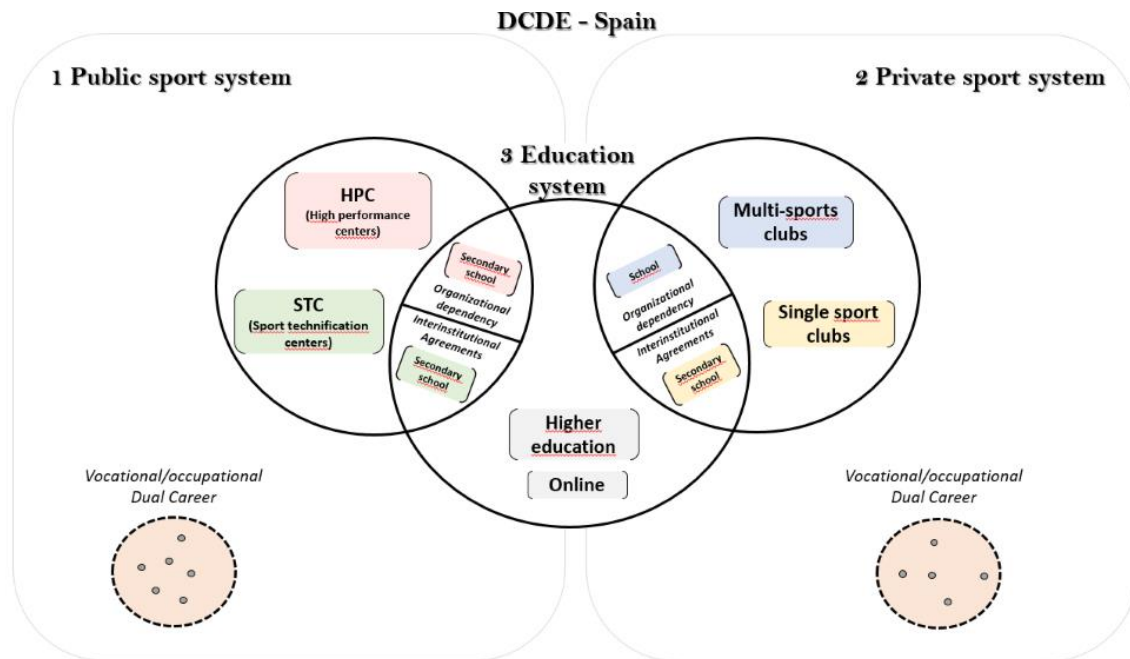 DCDE - Spain
1 Public sport system
2 Private sport system
3 Education
system
HPC
(High performance
centers)
STC
(Sport technification
centers)
Secondary
school
Organizational
dependency
Interinstitutional
Agreements
Secondary
school
School
Organizational
dependency
Interinstitutional
Agreements
Secondary
school
Multi-sports
clubs
Single sport
clubs
Higher
education
Online
Vocational/occupational
Dual Career
Vocational/occupational
Dual Career